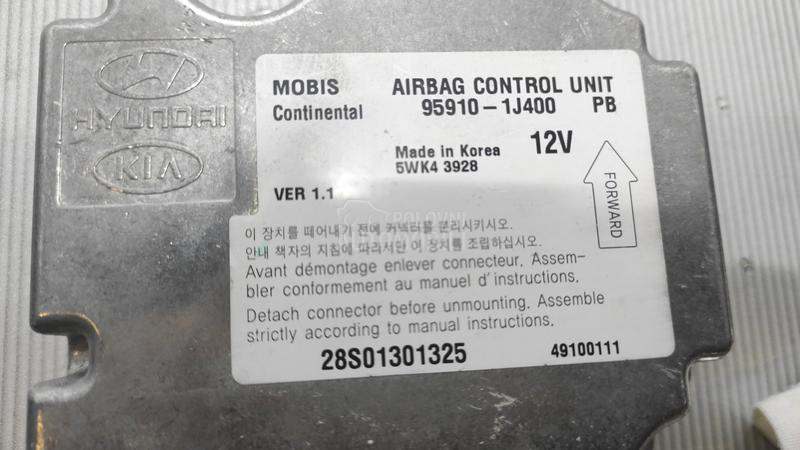 HYUNDAI
KIA
MOBIS AIRBAG CONTROL UNIT
Continental 95910-1J400 PB
Made in Korea 12V
5WK4 3928
VER 1.1
FORWARD
이 장치를 떼어내기 전에 커넥터를 분리시키시오.
안내 책자의 지침에 따라서만 이 장치를 조립하십시오.
Avant démontage enlever connecteur. Assem-
bler conformement au manuel d'instructions.
Detach connector before unmounting. Assemble
strictly according to manual instructions.
28S01301325 49100111